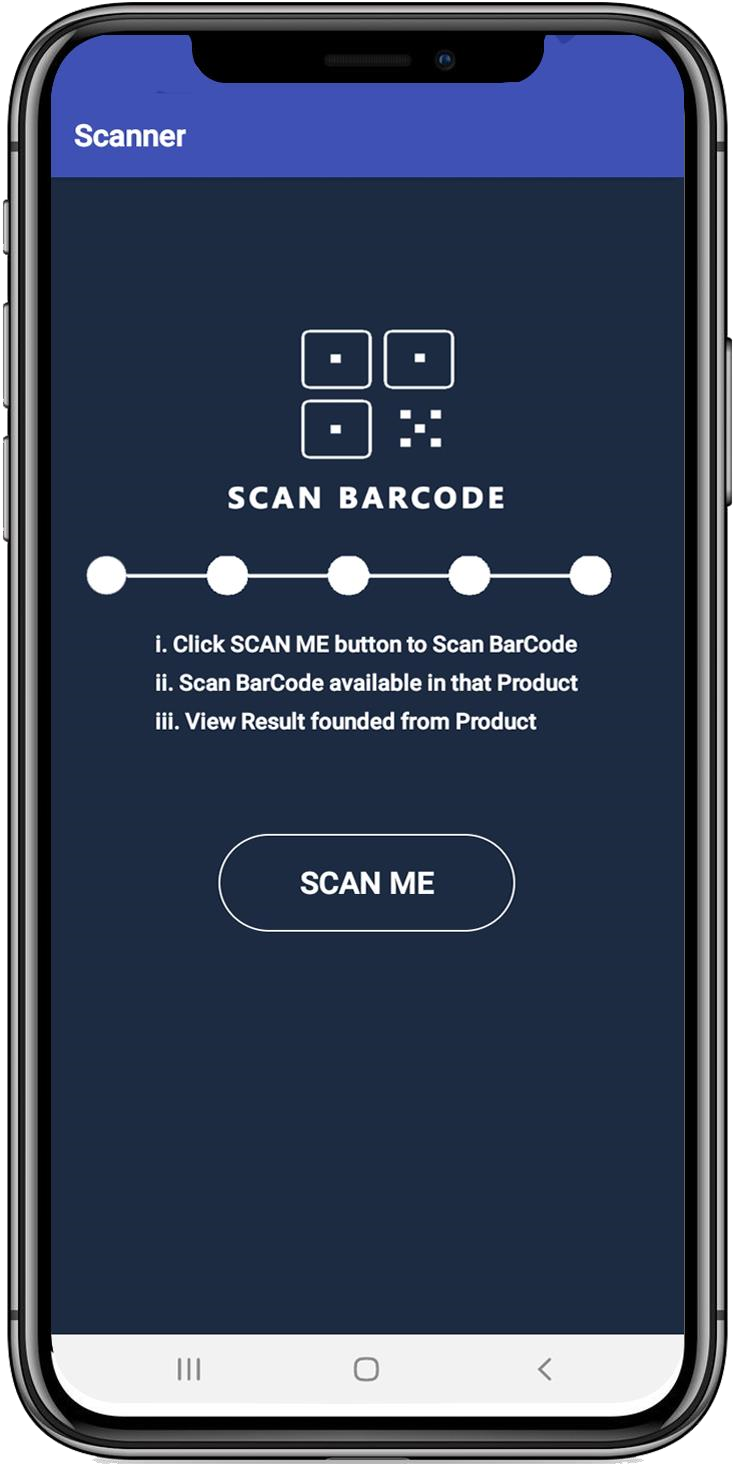 Scanner
SCAN BARCODE
i. Click SCAN ME button to Scan BarCode
ii. Scan BarCode available in that Product
iii. View Result founded from Product
SCAN ME